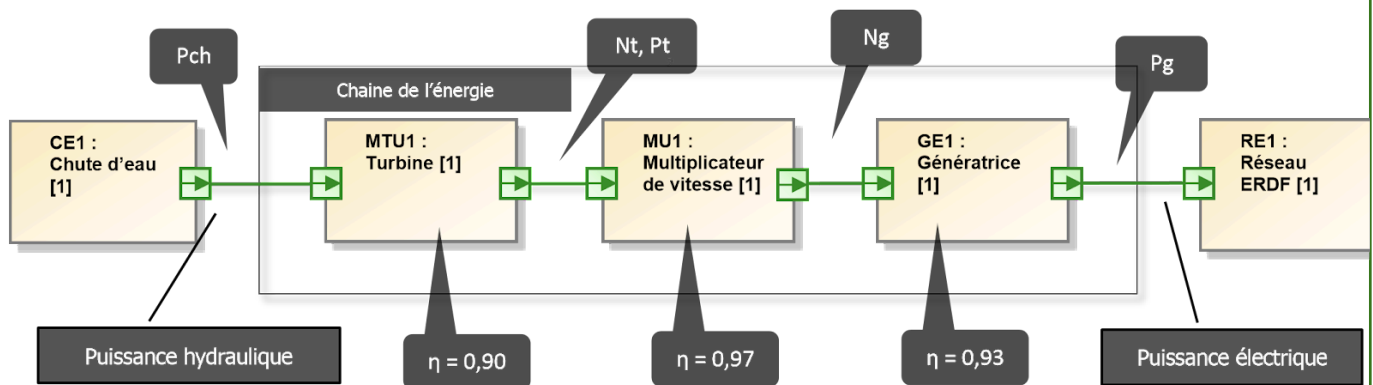 Pch
Nt, Pt
Ng
Pg
Chaine de l'énergie
CE1 :
Chute d'eau
[1]
MTU1 :
Turbine [1]
MU1 :
Multiplicateur
de vitesse [1]
GE1 :
Génératrice
[1]
RE1 :
Réseau
ERDF [1]
Puissance hydraulique
η = 0,90
η = 0,97
η = 0,93
Puissance électrique